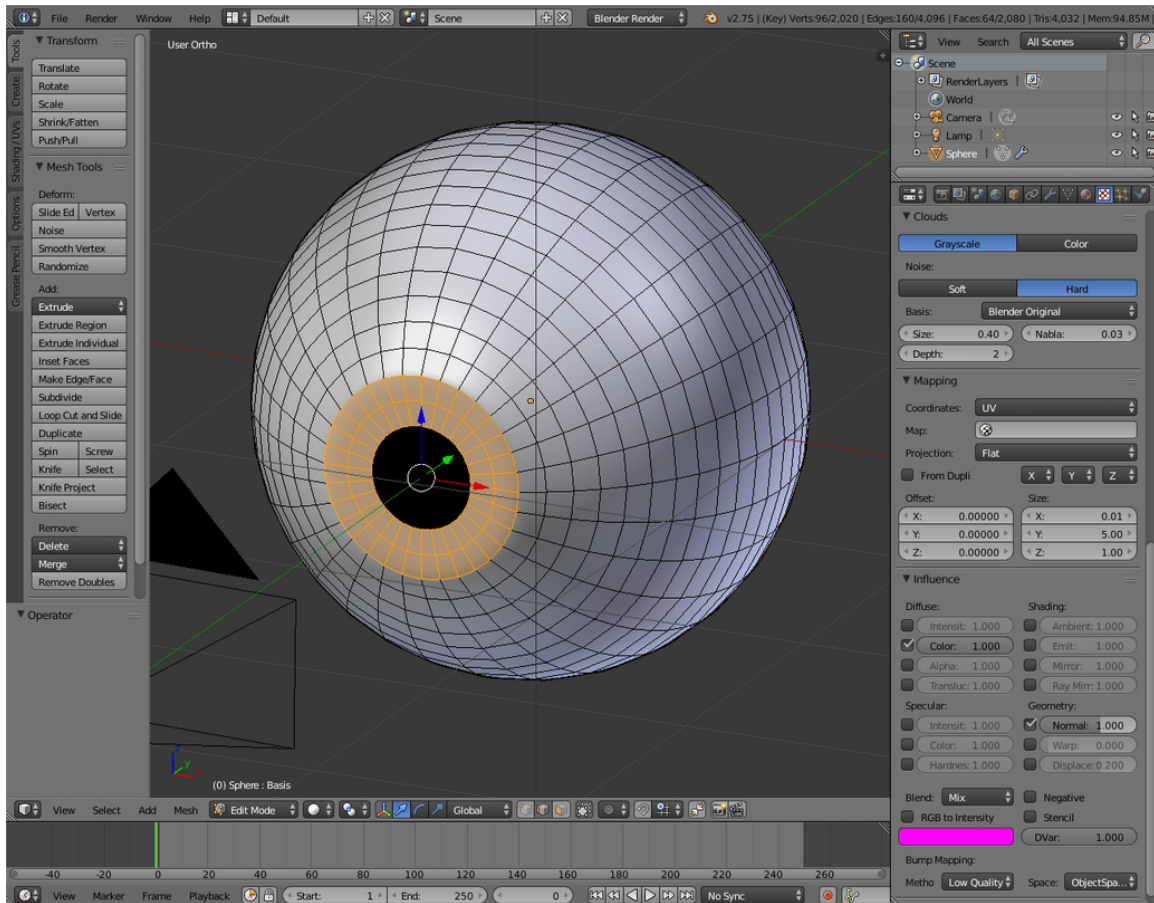 File Render Window Help Default Scene Blender Render v2.75 | (Key) Verts:96/2,020 | Edges:160/4,096 | Faces:64/2,080 | Tris:4,032 | Mem:94.85M |
Tools
Create
Shading / UVs
Options
Grease Pencil
Transform
Translate
Rotate
Scale
Shrink/Fatten
Push/Pull
Mesh Tools
Deform:
Slide Ed Vertex
Noise
Smooth Vertex
Randomize
Add:
Extrude
Extrude Region
Extrude Individual
Inset Faces
Make Edge/Face
Subdivide
Loop Cut and Slide
Duplicate
Spin Screw
Knife Select
Knife Project
Bisect
Remove:
Delete
Merge
Remove Doubles
Operator
User Ortho
z
y
x
(0) Sphere : Basis
View Select Add Mesh Edit Mode Global
-40 -20 0 20 40 60 80 100 120 140 160 180 200 220 240 260
View Marker Frame Playback Start: 1 End: 250 0 No Sync
View Search All Scenes
Scene
RenderLayers |
World
Camera |
Lamp |
Sphere |
Clouds
Grayscale Color
Noise:
Soft Hard
Basis: Blender Original
Size: 0.40 Nabla: 0.03
Depth: 2
Mapping
Coordinates: UV
Map:
Projection: Flat
From Dupli X Y Z
Offset: Size:
X: 0.00000 X: 0.01
Y: 0.00000 Y: 5.00
Z: 0.00000 Z: 1.00
Influence
Diffuse: Shading:
Intensit: 1.000 Ambient: 1.000
Color: 1.000 Emit: 1.000
Alpha: 1.000 Mirror: 1.000
Transluc: 1.000 Ray Mirr: 1.000
Specular: Geometry:
Intensit: 1.000 Normal: 1.000
Color: 1.000 Warp: 0.000
Hardnes: 1.000 Displace: 0.200
Blend: Mix Negative
RGB to Intensity Stencil
DVar: 1.000
Bump Mapping:
Metho Low Quality Space: ObjectSpa...